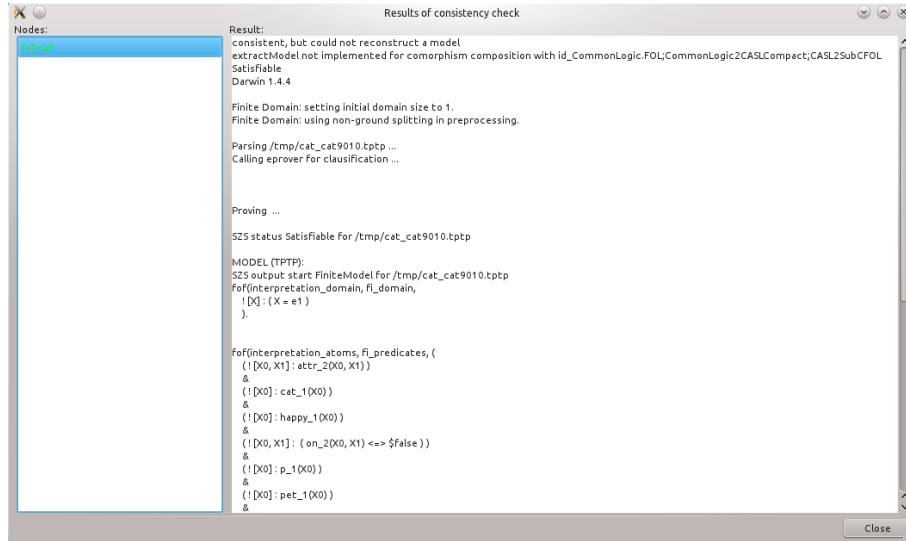 Results of consistency check
Nodes:
Result:
[+] cat
consistent, but could not reconstruct a model
extractModel not implemented for comorphism composition with id_CommonLogic.FOL;CommonLogic2CASLCompact;CASL2SubCFOL
Satisfiable
Darwin 1.4.4
Finite Domain: setting initial domain size to 1.
Finite Domain: using non-ground splitting in preprocessing.
Parsing /tmp/cat_cat9010.tptp ...
Calling eprover for clausification ...
Proving ...
SZS status Satisfiable for /tmp/cat_cat9010.tptp
MODEL (TPTP):
SZS output start FiniteModel for /tmp/cat_cat9010.tptp
fof(interpretation_domain, fi_domain,
! [X] : ( X = e1 )
).
fof(interpretation_atoms, fi_predicates, (
( ! [X0, X1] : attr_2(X0, X1) )
&
( ! [X0] : cat_1(X0) )
&
( ! [X0] : happy_1(X0) )
&
( ! [X0, X1] : ( on_2(X0, X1) <=> $false ) )
&
( ! [X0] : p_1(X0) )
&
( ! [X0] : pet_1(X0) )
&
Close